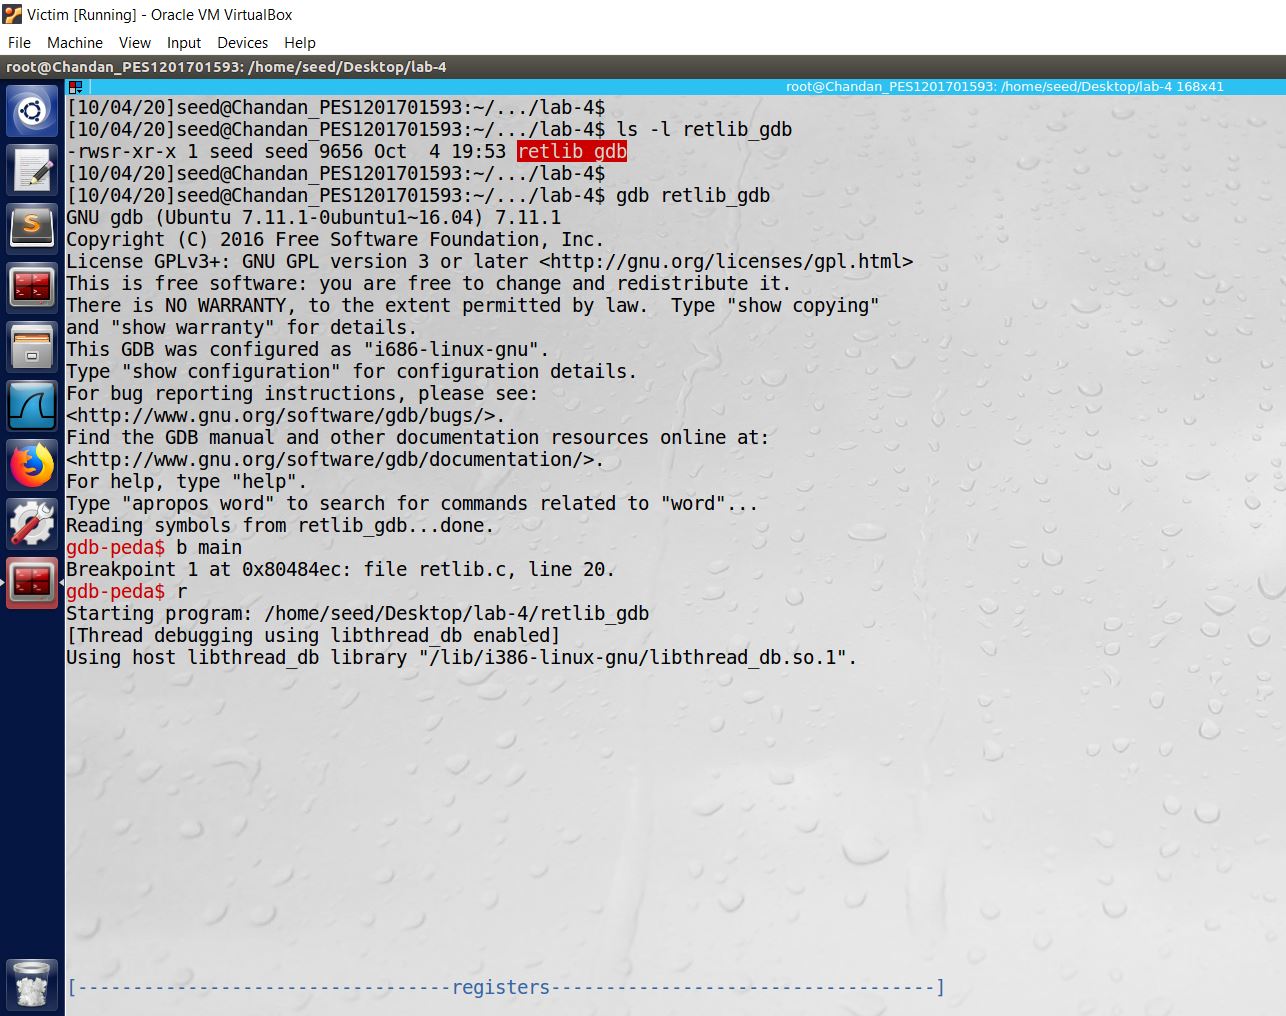 Victim [Running] - Oracle VM VirtualBox
File Machine View Input Devices Help
root@Chandan_PES1201701593: /home/seed/Desktop/lab-4
root@Chandan_PES1201701593: /home/seed/Desktop/lab-4 168x41
[10/04/20]seed@Chandan_PES1201701593:~/.../lab-4$
[10/04/20]seed@Chandan_PES1201701593:~/.../lab-4$ ls -l retlib_gdb
-rwsr-xr-x 1 seed seed 9656 Oct  4 19:53 retlib_gdb
[10/04/20]seed@Chandan_PES1201701593:~/.../lab-4$
[10/04/20]seed@Chandan_PES1201701593:~/.../lab-4$ gdb retlib_gdb
GNU gdb (Ubuntu 7.11.1-0ubuntu1~16.04) 7.11.1
Copyright (C) 2016 Free Software Foundation, Inc.
License GPLv3+: GNU GPL version 3 or later <http://gnu.org/licenses/gpl.html>
This is free software: you are free to change and redistribute it.
There is NO WARRANTY, to the extent permitted by law.  Type "show copying"
and "show warranty" for details.
This GDB was configured as "i686-linux-gnu".
Type "show configuration" for configuration details.
For bug reporting instructions, please see:
<http://www.gnu.org/software/gdb/bugs/>.
Find the GDB manual and other documentation resources online at:
<http://www.gnu.org/software/gdb/documentation/>.
For help, type "help".
Type "apropos word" to search for commands related to "word"...
Reading symbols from retlib_gdb...done.
gdb-peda$ b main
Breakpoint 1 at 0x80484ec: file retlib.c, line 20.
gdb-peda$ r
Starting program: /home/seed/Desktop/lab-4/retlib_gdb
[Thread debugging using libthread_db enabled]
Using host libthread_db library "/lib/i386-linux-gnu/libthread_db.so.1".
[----------------------------------registers-----------------------------------]